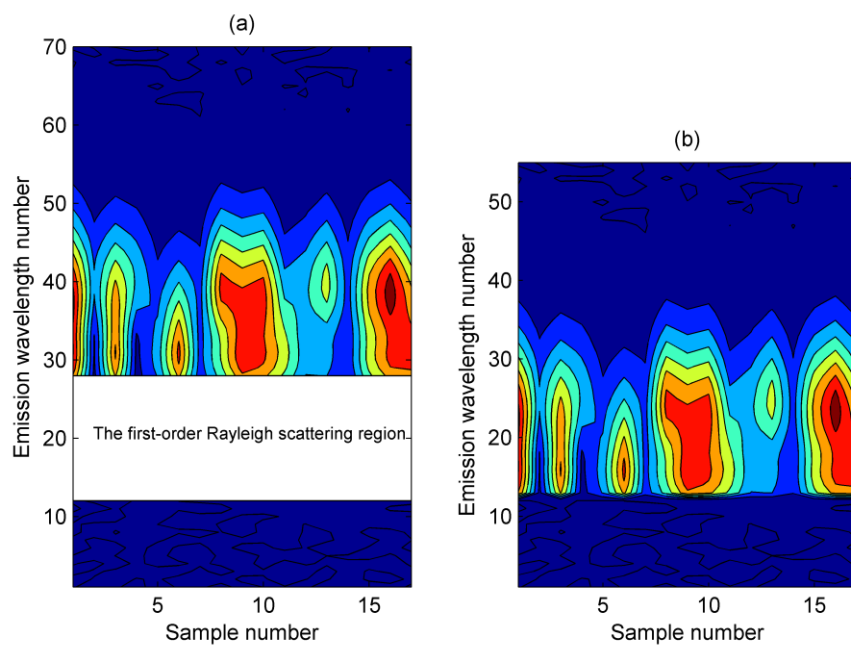 (a)
70
60
50
40
30
20
10
Emission wavelength number
The first-order Rayleigh scattering region
5 10 15
Sample number
(b)
50
40
30
20
10
Emission wavelength number
5 10 15
Sample number